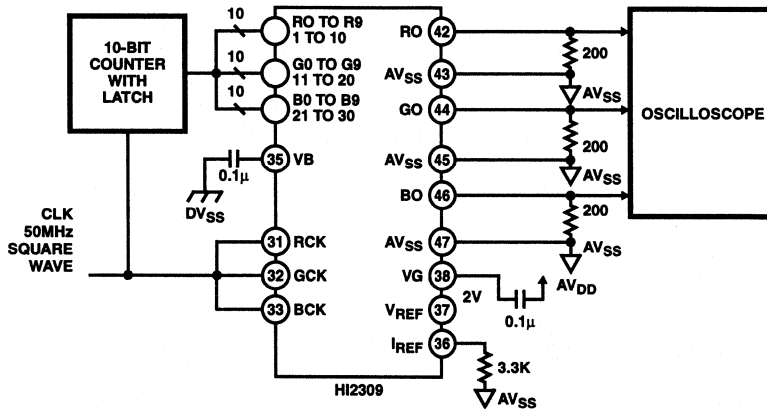 10-BIT
COUNTER
WITH
LATCH
10
10
10
RO TO R9
1 TO 10
G0 TO G9
11 TO 20
B0 TO B9
21 TO 30
35 VB
0.1μ
DVSS
CLK
50MHz
SQUARE
WAVE
31 RCK
32 GCK
33 BCK
RO 42
200
AVSS 43
AVSS
GO 44
200
AVSS 45
AVSS
BO 46
200
AVSS 47
AVSS
VG 38
2V
0.1μ
AVDD
VREF 37
IREF 36
3.3K
AVSS
HI2309
OSCILLOSCOPE